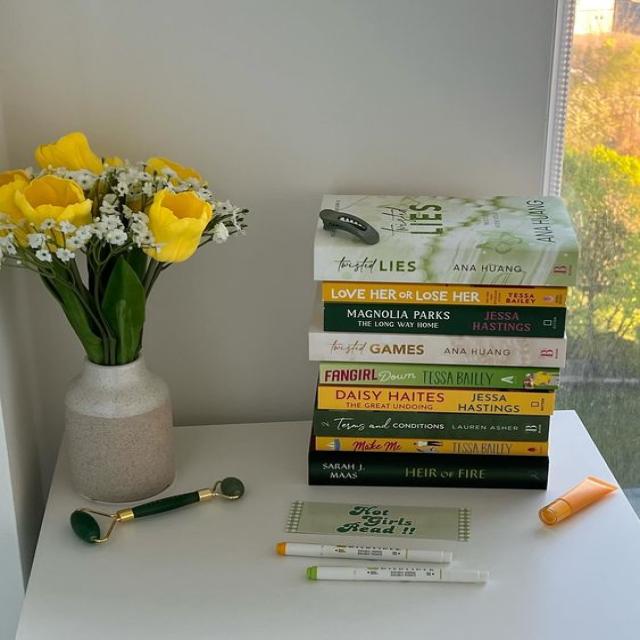 twisted
LIES
ANA HUANG
twisted LIES ANA HUANG B
LOVE HER OR LOSE HER TESSA BAILEY
MAGNOLIA PARKS
THE LONG WAY HOME
JESSA HASTINGS
twisted GAMES ANA HUANG B
FANGIRL Down TESSA BAILEY
DAISY HAITES
THE GREAT UNDOING
JESSA HASTINGS
2 Terms and CONDITIONS LAUREN ASHER
Make Me TESSA BAILEY
SARAH J. MAAS
HEIR OF FIRE
Hot
Girls
Read !!